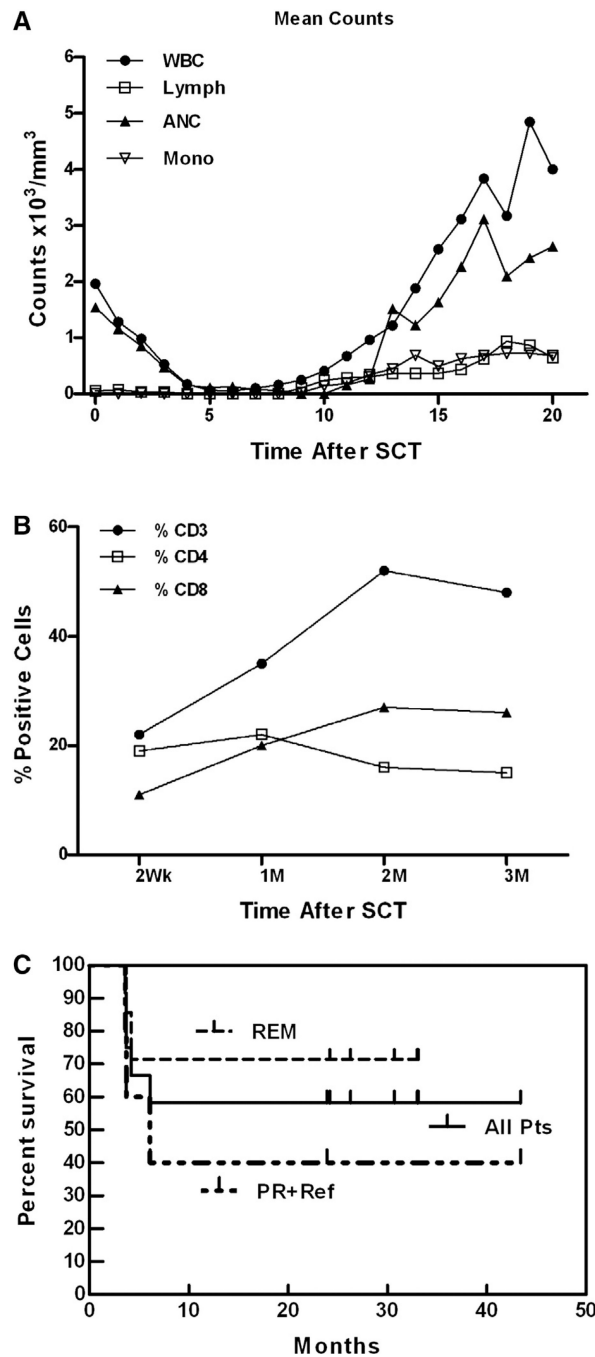 A
Mean Counts
WBC
Lymph
ANC
Mono
Counts x10³/mm³
6
5
4
3
2
1
0
0 5 10 15 20
Time After SCT
B
% CD3
% CD4
% CD8
% Positive Cells
60
40
20
0
2Wk 1M 2M 3M
Time After SCT
C
Percent survival
100
90
80
70
60
50
40
30
20
10
0
REM
All Pts
PR+Ref
0 10 20 30 40 50
Months